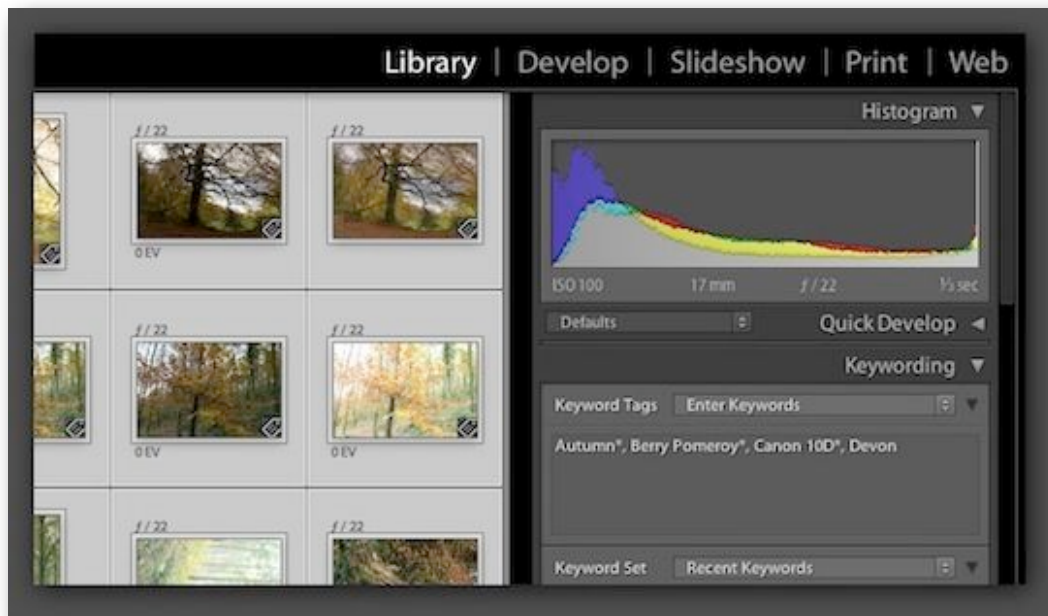 Library | Develop | Slideshow | Print | Web
Histogram
f / 22
f / 22
0 EV
ISO 100 17 mm f / 22 ⅓ sec
Defaults Quick Develop
Keywording
f / 22
f / 22
0 EV
0 EV
Keyword Tags Enter Keywords
Autumn*, Berry Pomeroy*, Canon 10D*, Devon
f / 22
f / 22
Keyword Set Recent Keywords